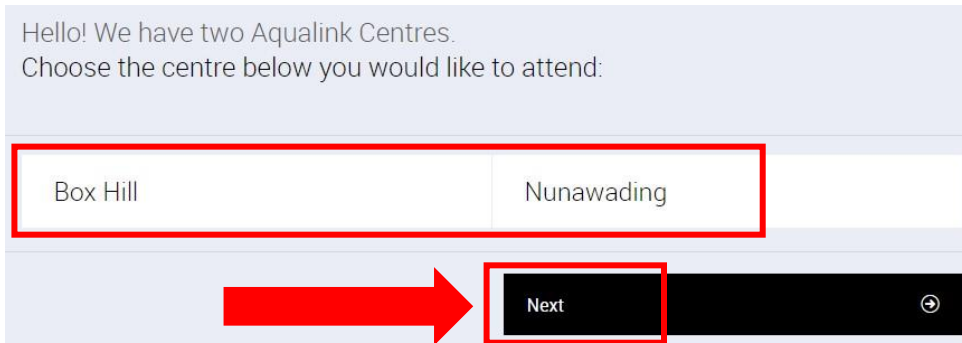 Hello! We have two Aqualink Centres.
Choose the centre below you would like to attend:
Box Hill
Nunawading
Next